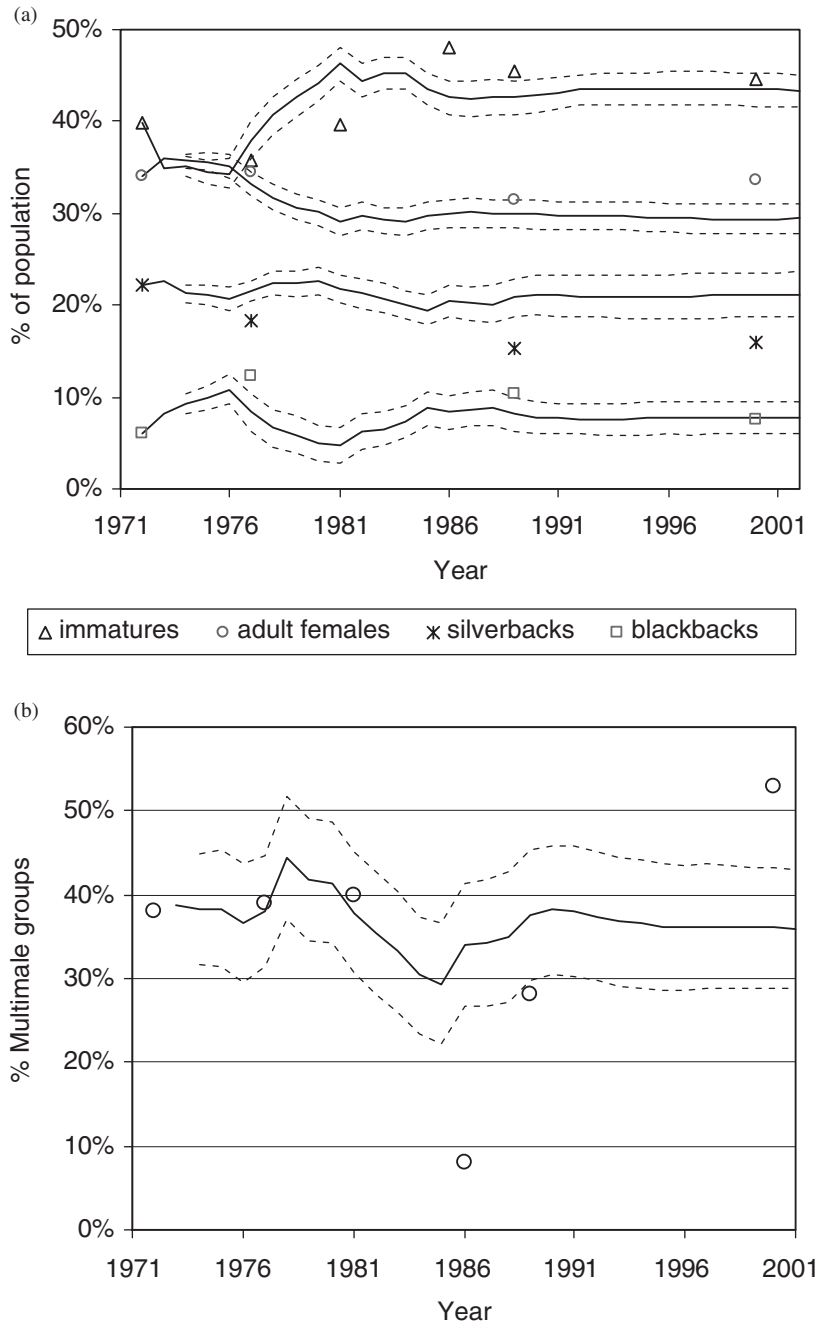 (a)
50%
40%
30%
20%
10%
0%
% of population
1971 1976 1981 1986 1991 1996 2001
Year
immatures adult females silverbacks blackbacks
(b)
60%
50%
40%
30%
20%
10%
0%
% Multimale groups
1971 1976 1981 1986 1991 1996 2001
Year